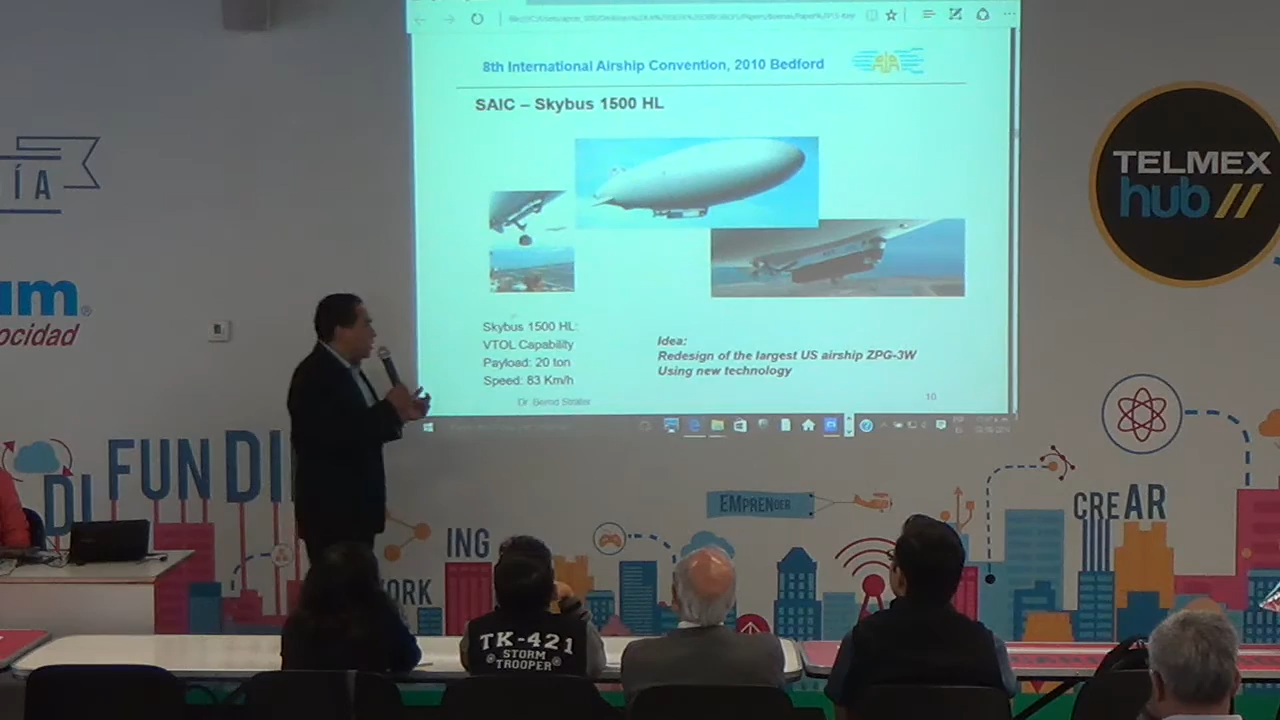 8th International Airship Convention, 2010 Bedford
SAIC – Skybus 1500 HL
Skybus 1500 HL:
VTOL Capability
Payload: 20 ton
Speed: 83 Km/h
Idea:
Redesign of the largest US airship ZPG-3W
Using new technology
Dr. Bernd Sträter
10
TELMEX
hub //
ÍA
um®
ocidad
FUNDI
DI
EMPRENDER
CREAR
ING
ORK
TK-421
STORM
TROOPER